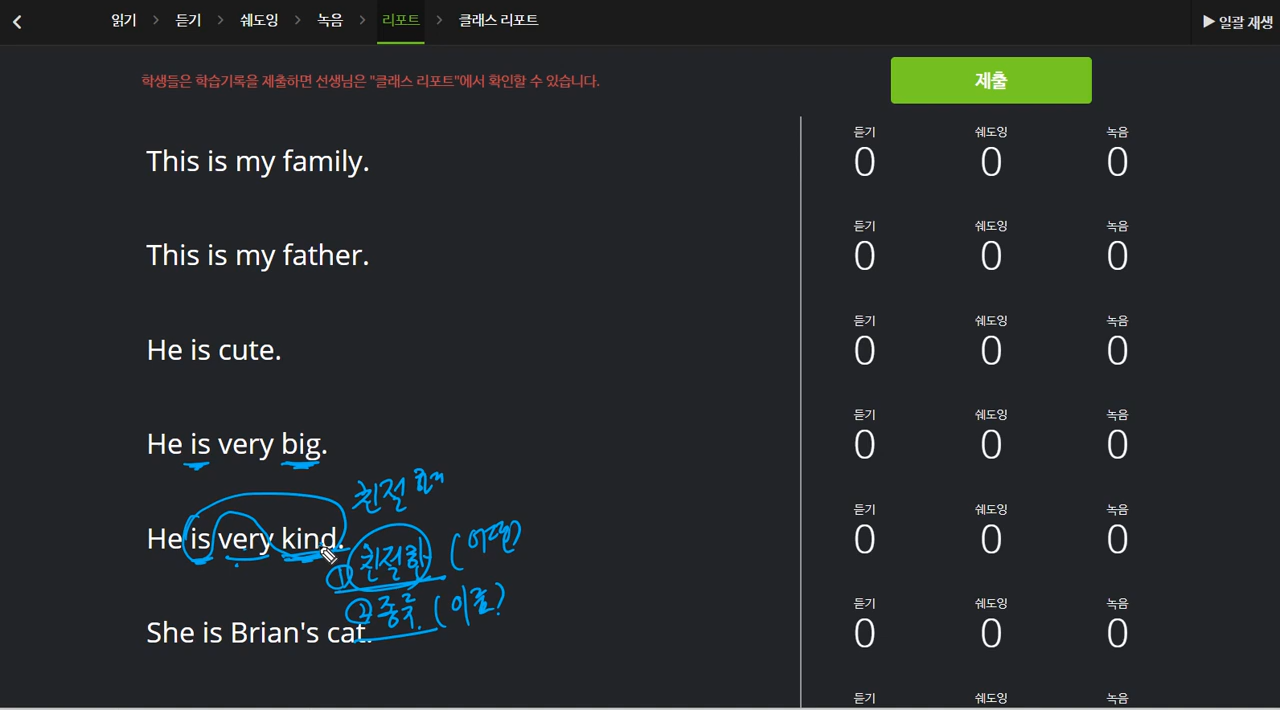 읽기 > 듣기 > 쉐도잉 > 녹음 > 리포트 > 클래스 리포트 ▶ 일괄 재생
학생들은 학습기록을 제출하면 선생님은 "클래스 리포트"에서 확인할 수 있습니다.
제출
듣기 쉐도잉 녹음
This is my family. 0 0 0
듣기 쉐도잉 녹음
This is my father. 0 0 0
듣기 쉐도잉 녹음
He is cute. 0 0 0
듣기 쉐도잉 녹음
He is very big. 0 0 0
친절
듣기 쉐도잉 녹음
He is very kind. 0 0 0
① 친절한 (어떤)
② 종류 (이름)
듣기 쉐도잉 녹음
She is Brian's cat. 0 0 0
듣기 쉐도잉 녹음